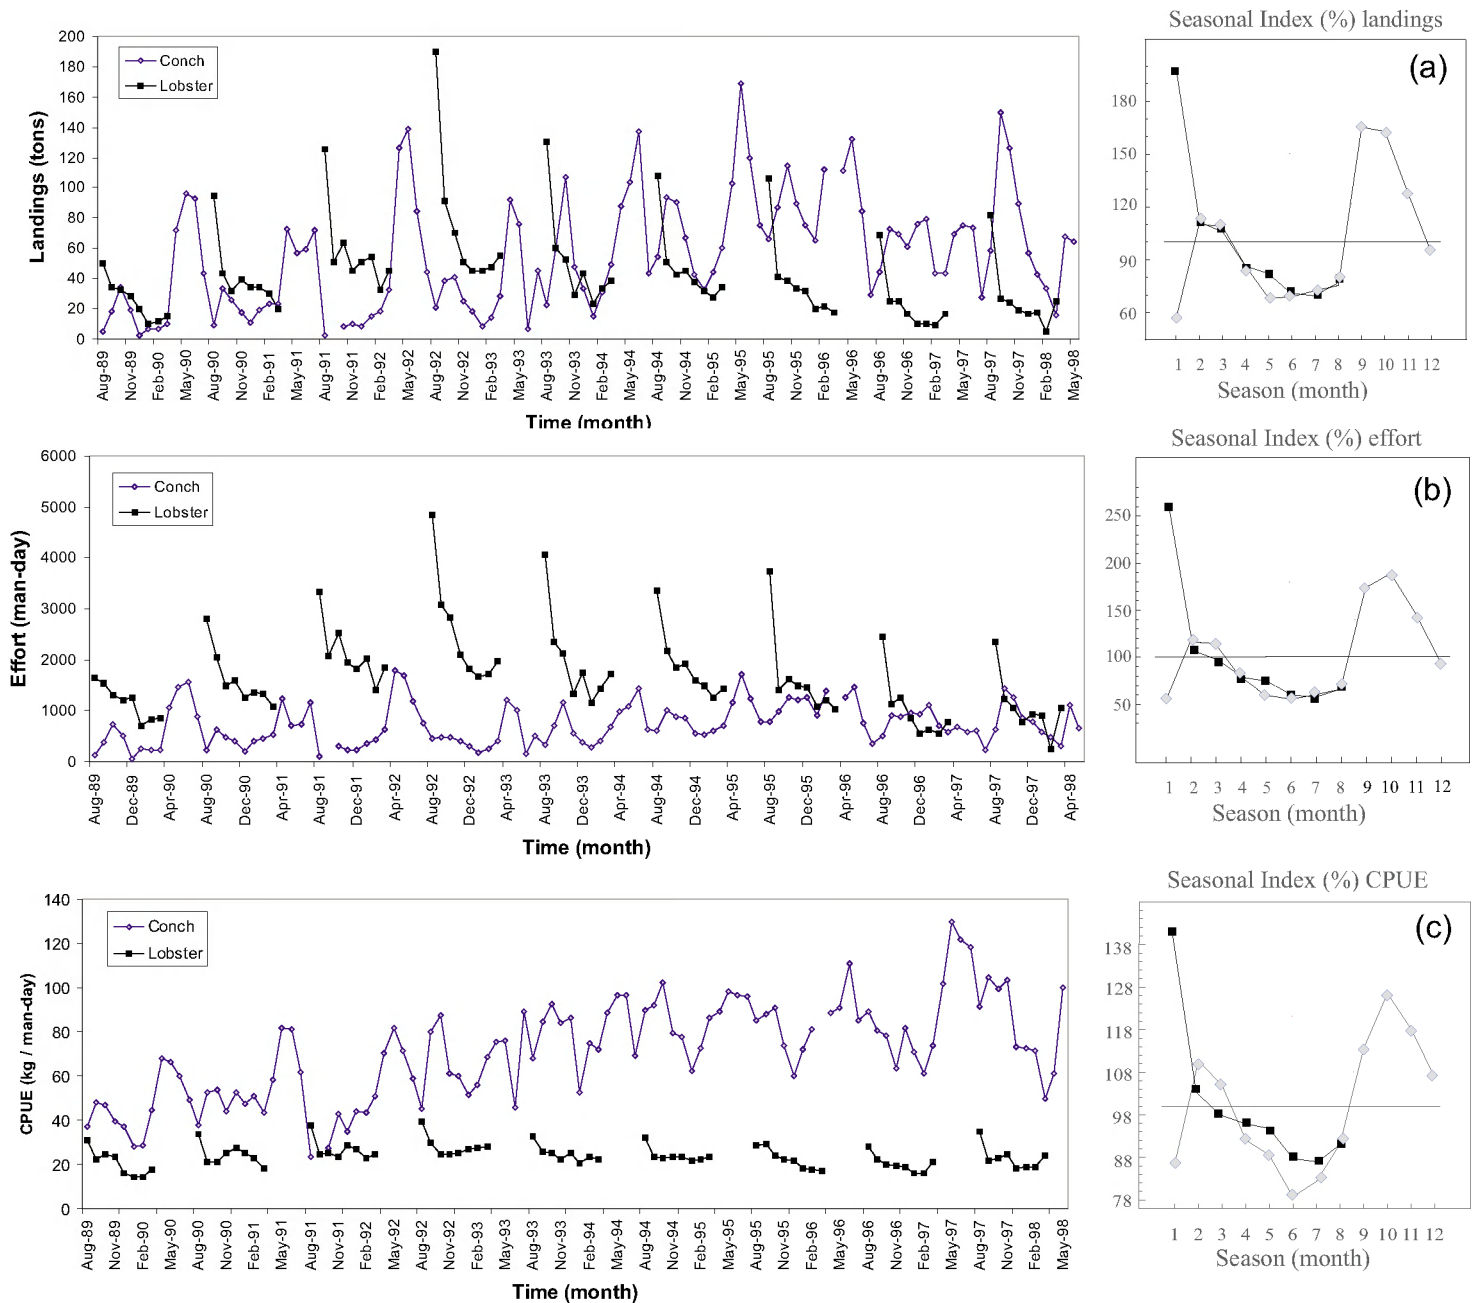 Seasonal Index (%) landings
(a)
Landings (tons)
200
180
160
140
120
100
80
60
40
20
0
Conch
Lobster
Aug-89
Nov-89
Feb-90
May-90
Aug-90
Nov-90
Feb-91
May-91
Aug-91
Nov-91
Feb-92
May-92
Aug-92
Nov-92
Feb-93
May-93
Aug-93
Nov-93
Feb-94
May-94
Aug-94
Nov-94
Feb-95
May-95
Aug-95
Nov-95
Feb-96
May-96
Aug-96
Nov-96
Feb-97
May-97
Aug-97
Nov-97
Feb-98
May-98
Time (month)
180
150
120
90
60
1 2 3 4 5 6 7 8 9 10 11 12
Season (month)
Seasonal Index (%) effort
(b)
Effort (man-day)
6000
5000
4000
3000
2000
1000
0
Conch
Lobster
Aug-89
Dec-89
Apr-90
Aug-90
Dec-90
Apr-91
Aug-91
Dec-91
Apr-92
Aug-92
Dec-92
Apr-93
Aug-93
Dec-93
Apr-94
Aug-94
Dec-94
Apr-95
Aug-95
Dec-95
Apr-96
Aug-96
Dec-96
Apr-97
Aug-97
Dec-97
Apr-98
Time (month)
250
200
150
100
50
1 2 3 4 5 6 7 8 9 10 11 12
Season (month)
Seasonal Index (%) CPUE
(c)
CPUE (kg / man-day)
140
120
100
80
60
40
20
0
Conch
Lobster
Aug-89
Nov-89
Feb-90
May-90
Aug-90
Nov-90
Feb-91
May-91
Aug-91
Nov-91
Feb-92
May-92
Aug-92
Nov-92
Feb-93
May-93
Aug-93
Nov-93
Feb-94
May-94
Aug-94
Nov-94
Feb-95
May-95
Aug-95
Nov-95
Feb-96
May-96
Aug-96
Nov-96
Feb-97
May-97
Aug-97
Nov-97
Feb-98
May-98
Time (month)
138
128
118
108
98
88
78
1 2 3 4 5 6 7 8 9 10 11 12
Season (month)